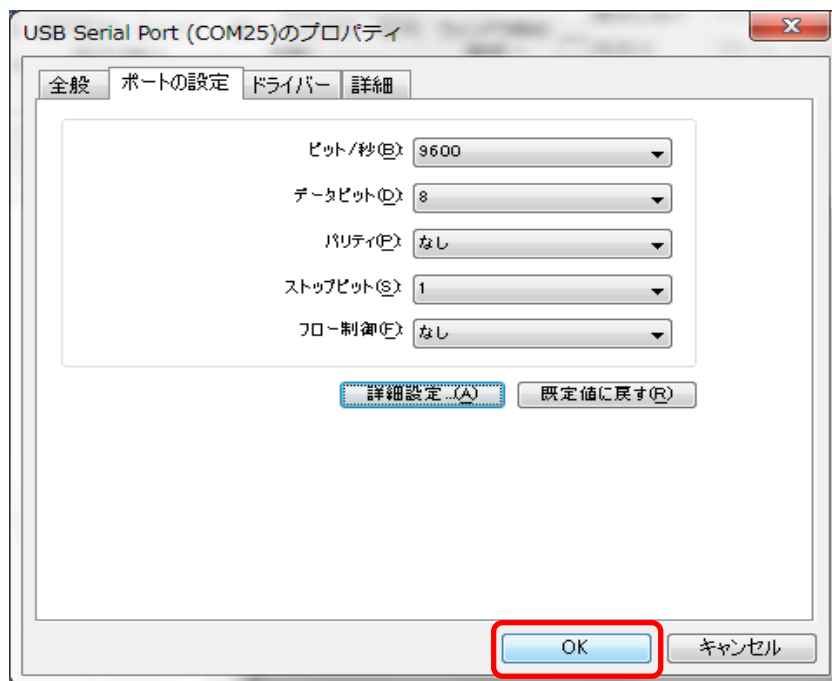 USB Serial Port (COM25)のプロパティ
全般 ポートの設定 ドライバー 詳細
ビット/秒(B): 9600
データ ビット(D): 8
パリティ(P): なし
ストップ ビット(S): 1
フロー制御(F): なし
詳細設定...(A) 既定値に戻す(R)
OK キャンセル